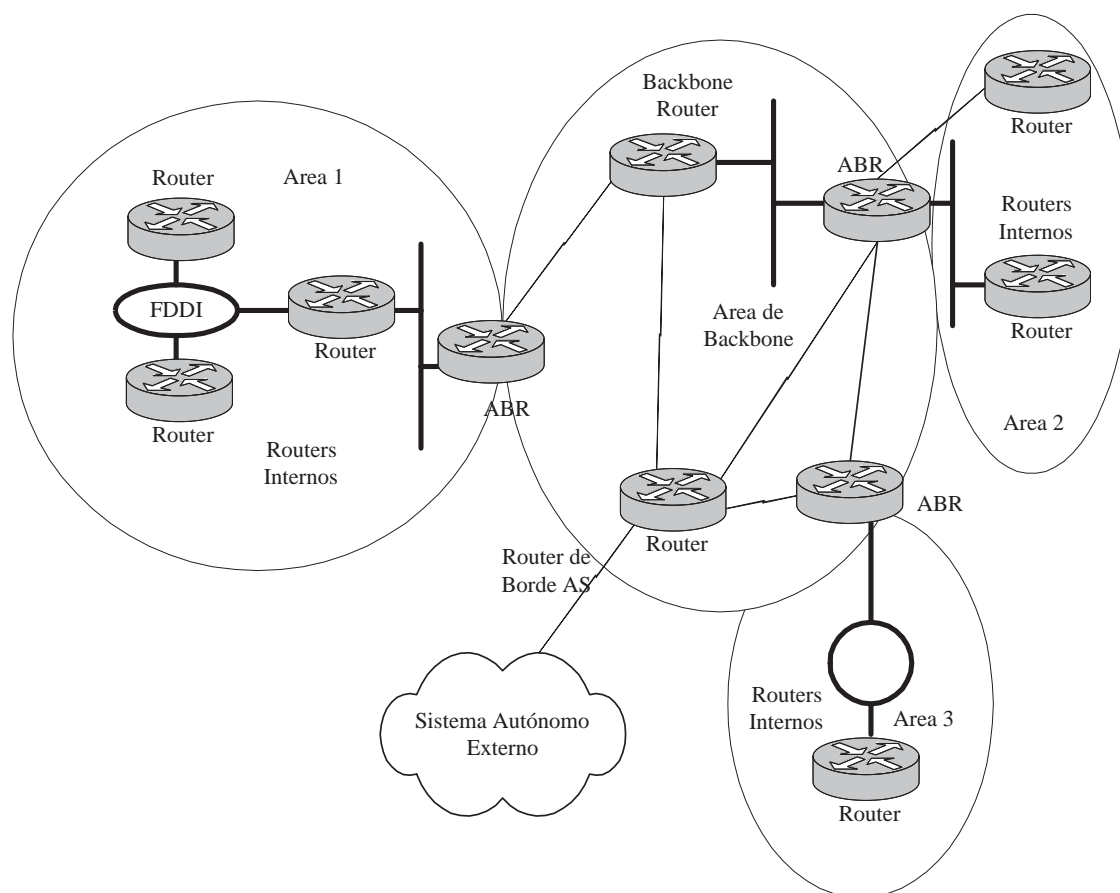 Backbone
Router
Router
ABR
Router
Area 1
Routers
Internos
FDDI
Router
Router
Area de
Backbone
Router
ABR
Router
Area 2
Routers
Internos
ABR
Router
Router de
Borde AS
Sistema Autónomo
Externo
Routers
Internos
Area 3
Router